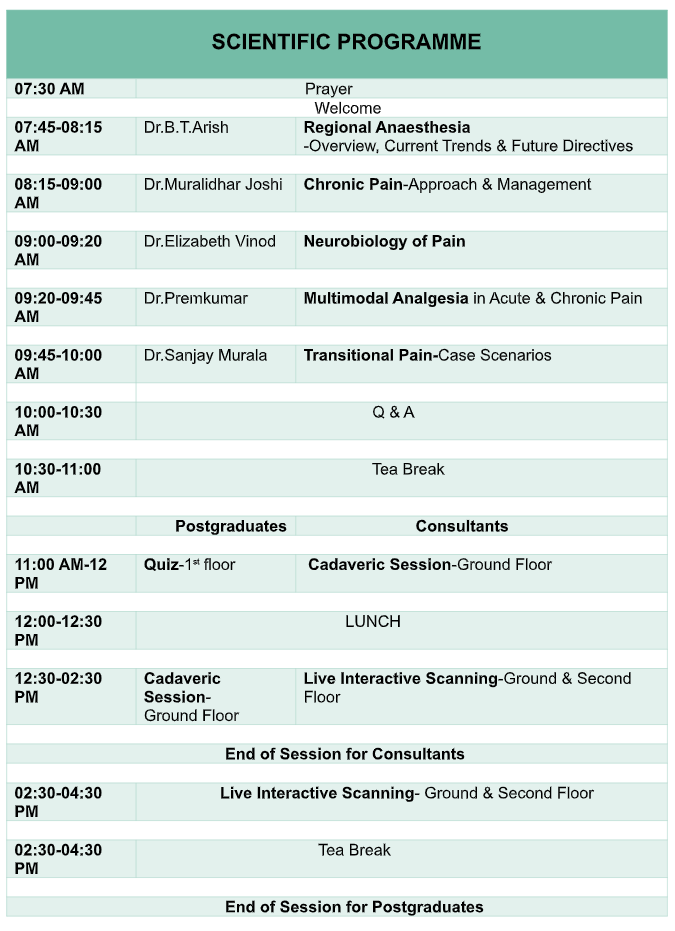 SCIENTIFIC PROGRAMME
07:30 AM Prayer
Welcome
07:45-08:15 AM Dr.B.T.Arish Regional Anaesthesia
-Overview, Current Trends & Future Directives
08:15-09:00 AM Dr.Muralidhar Joshi Chronic Pain-Approach & Management
09:00-09:20 AM Dr.Elizabeth Vinod Neurobiology of Pain
09:20-09:45 AM Dr.Premkumar Multimodal Analgesia in Acute & Chronic Pain
09:45-10:00 AM Dr.Sanjay Murala Transitional Pain-Case Scenarios
10:00-10:30 AM Q & A
10:30-11:00 AM Tea Break
Postgraduates Consultants
11:00 AM-12 PM Quiz-1st floor Cadaveric Session-Ground Floor
12:00-12:30 PM LUNCH
12:30-02:30 PM Cadaveric Session-Ground Floor Live Interactive Scanning-Ground & Second Floor
End of Session for Consultants
02:30-04:30 PM Live Interactive Scanning- Ground & Second Floor
02:30-04:30 PM Tea Break
End of Session for Postgraduates